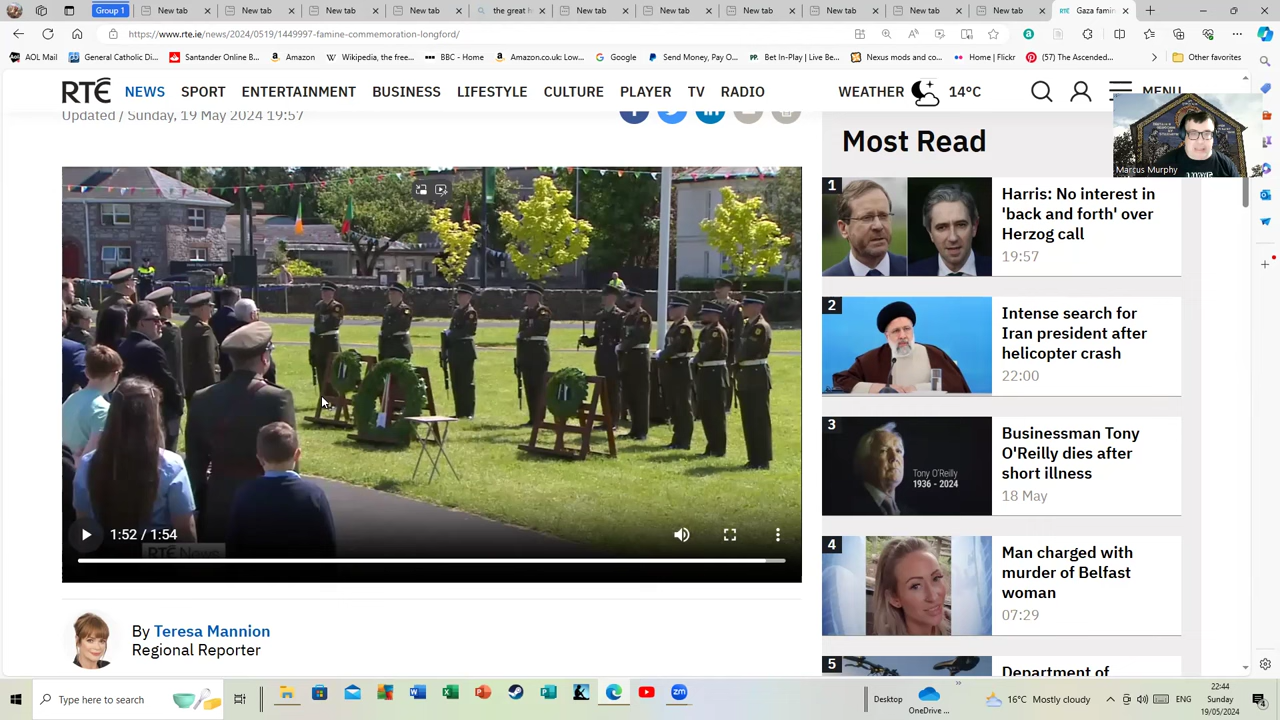 Group 1
New tab
New tab
New tab
New tab
New tab
the great h
New tab
New tab
New tab
New tab
New tab
New tab
RTÉ Gaza famin
https://www.rte.ie/news/2024/0519/1449997-famine-commemoration-longford/
AOL Mail
General Catholic Di...
Santander Online B...
Amazon
Wikipedia, the free...
BBC - Home
Amazon.co.uk: Low...
Google
Send Money, Pay O...
PP. Bet In-Play | Live Be...
Nexus mods and co...
Home | Flickr
(57) The Ascended...
Other favorites
RTÉ NEWS SPORT ENTERTAINMENT BUSINESS LIFESTYLE CULTURE PLAYER TV RADIO WEATHER 14°C MENU
Updated / Sunday, 19 May 2024 19:57
Marcus Murphy
1:52 / 1:54
RTÉ News
By Teresa Mannion
Regional Reporter
Most Read
1
Harris: No interest in
'back and forth' over
Herzog call
19:57
2
Intense search for
Iran president after
helicopter crash
22:00
3
Tony O'Reilly
1936 - 2024
Businessman Tony
O'Reilly dies after
short illness
18 May
4
Man charged with
murder of Belfast
woman
07:29
5
Department of
Type here to search
Desktop
OneDrive ...
16°C Mostly cloudy
ENG
22:44
Sunday
19/05/2024